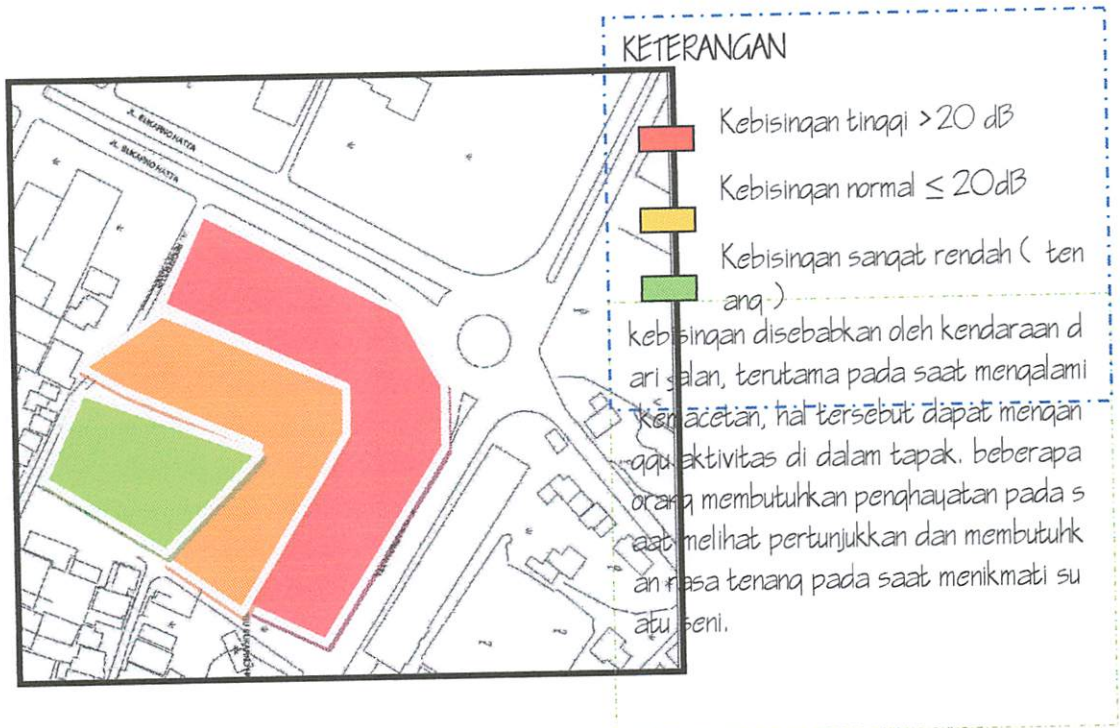 KETERANGAN
Kebisingan tinggi >20 dB
Kebisingan normal ≤ 20dB
Kebisingan sangat rendah ( ten
ang )
kebisingan disebabkan oleh kendaraan d
ari jalan, terutama pada saat mengalami
kemacetan, hal tersebut dapat mengan
ggu aktivitas di dalam tapak. beberapa
orang membutuhkan penghayatan pada s
aat melihat pertunjukkan dan membutuhk
an rasa tenang pada saat menikmati su
atu seni.
JL. SUKARNO HATTA
JL. SUKARNO HATTA